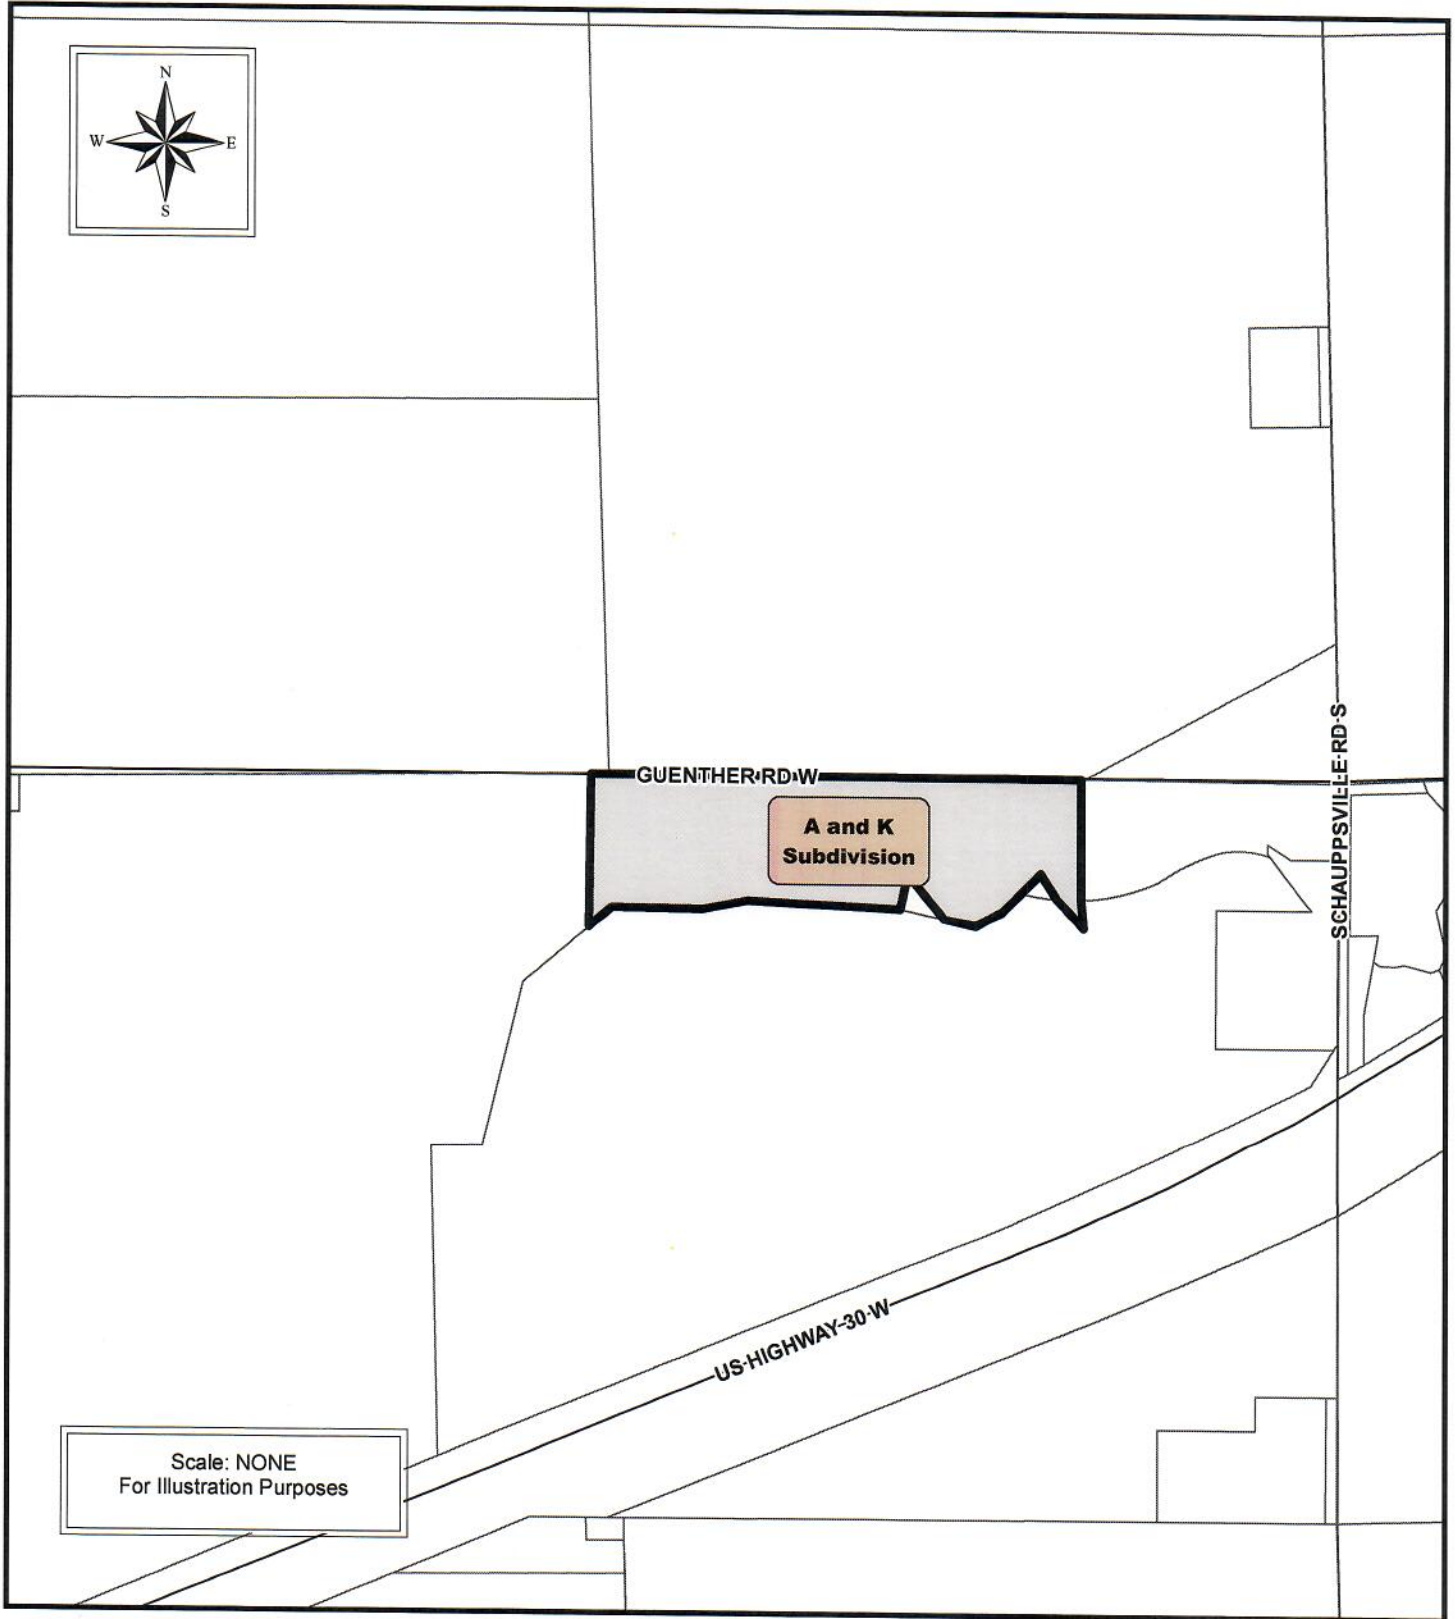 N
W E
S
GUENTHER RD W
A and K
Subdivision
SCHAUPPSVILLE RD S
US HIGHWAY 30 W
Scale: NONE
For Illustration Purposes